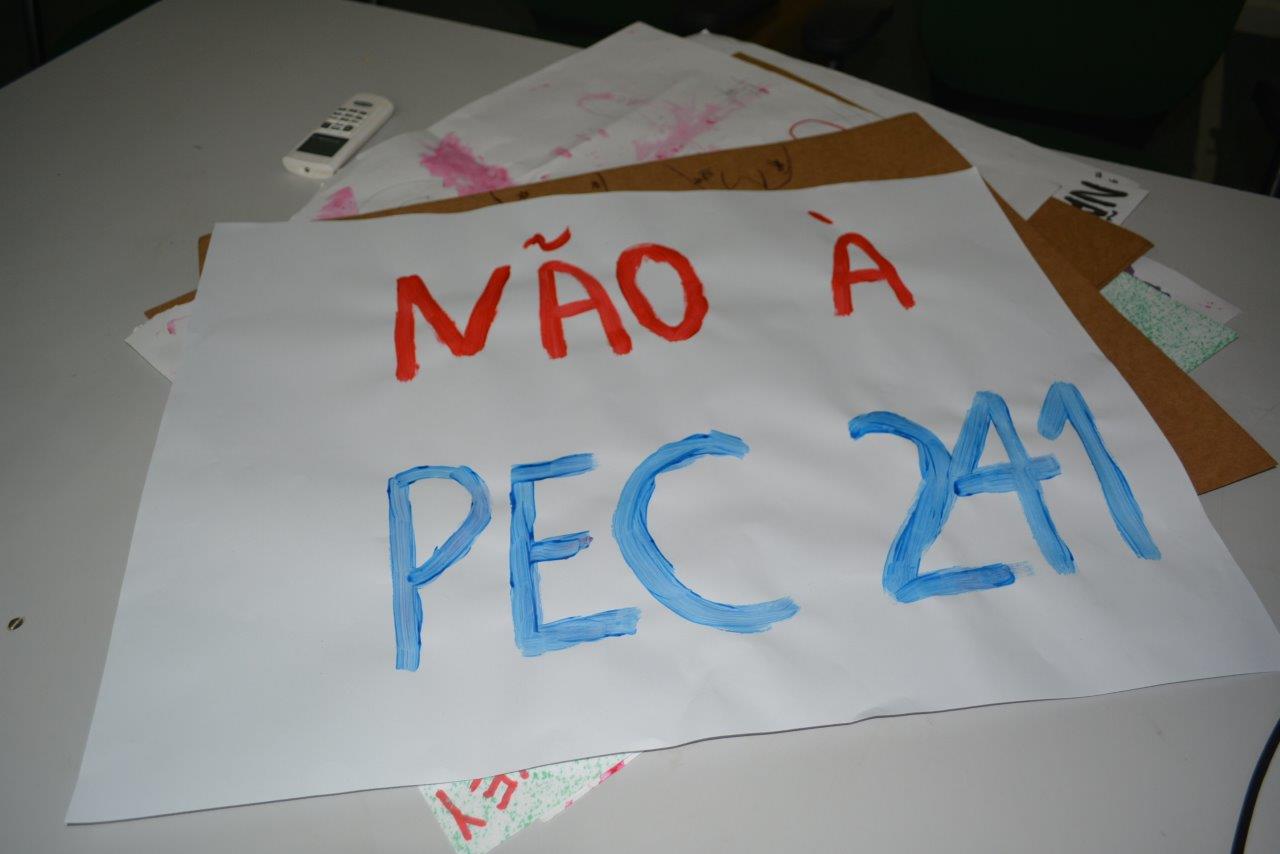 NÃO À
PEC 241